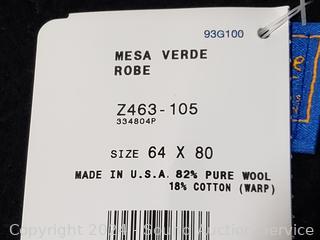 93G100
MESA VERDE
ROBE
Z463-105
334804P
SIZE 64 X 80
MADE IN U.S.A. 82% PURE WOOL
18% COTTON (WARP)